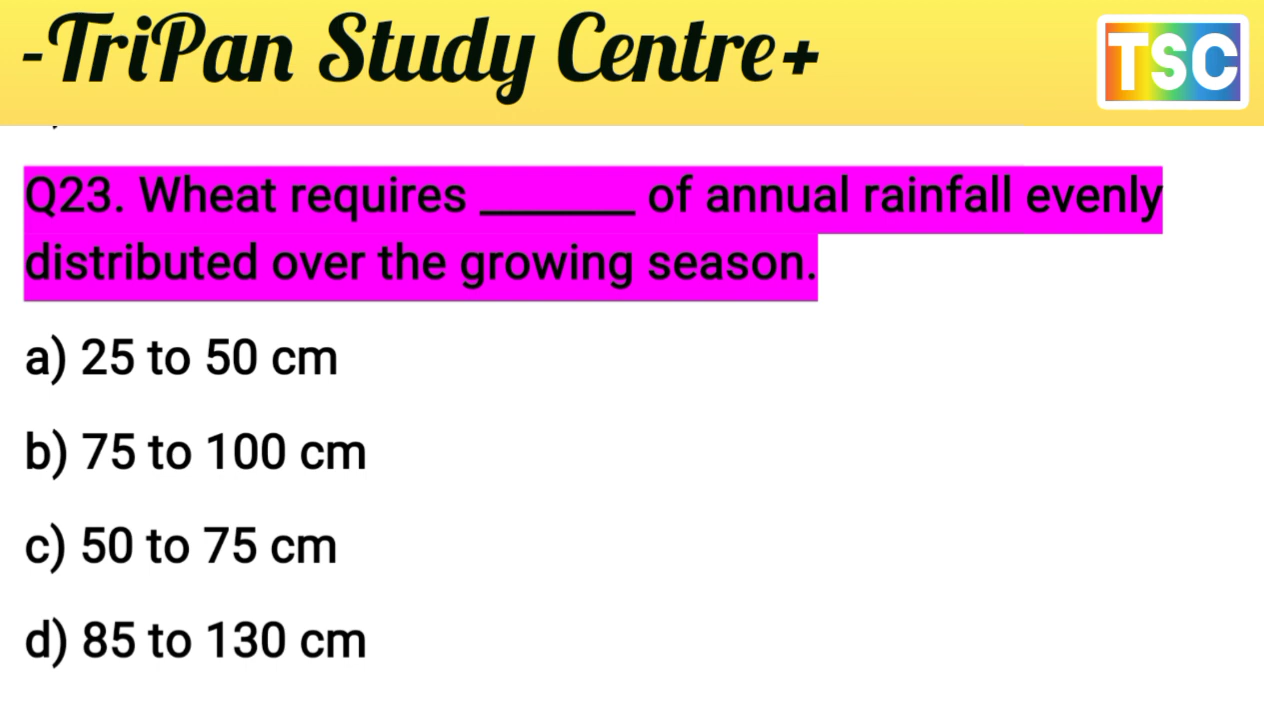 -TriPan Study Centre+
TSC
Q23. Wheat requires _______ of annual rainfall evenly
distributed over the growing season.
a) 25 to 50 cm
b) 75 to 100 cm
c) 50 to 75 cm
d) 85 to 130 cm